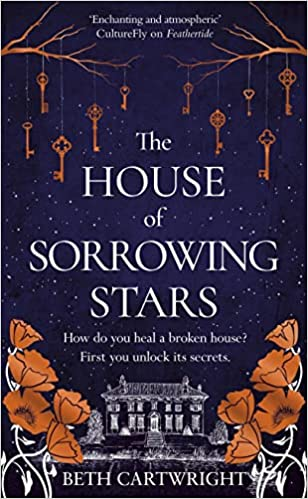 'Enchanting and atmospheric'
CultureFly on Feathertide
The
HOUSE
of
SORROWING
STARS
How do you heal a broken house?
First you unlock its secrets.
BETH CARTWRIGHT